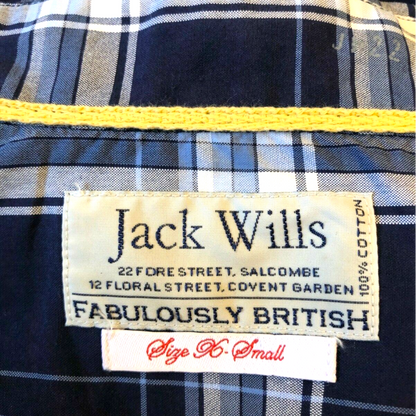 Jack Wills
22 FORE STREET, SALCOMBE
12 FLORAL STREET, COVENT GARDEN
100% COTTON
FABULOUSLY BRITISH
Size X-Small